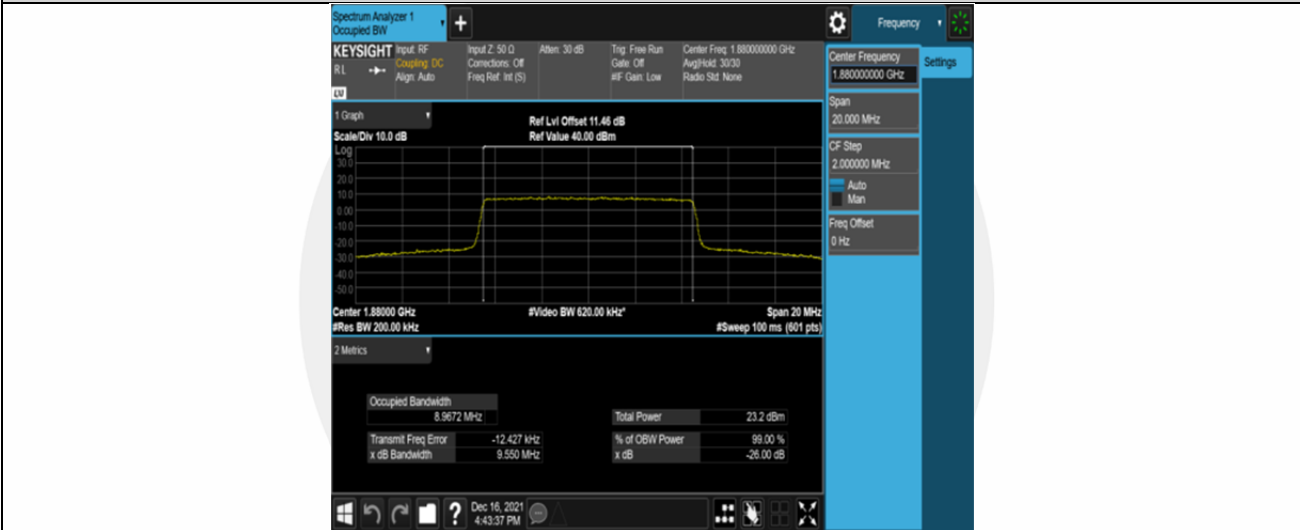 Spectrum Analyzer 1
Occupied BW
+
Frequency
KEYSIGHT
R L
LV
Input: RF
Coupling: DC
Align: Auto
Input Z: 50 Ω
Corrections: Off
Freq Ref: Int (S)
Atten: 30 dB
Trig: Free Run
Gate: Off
#IF Gain: Low
Center Freq: 1.880000000 GHz
Avg|Hold: 30/30
Radio Std: None
Center Frequency
1.880000000 GHz
Settings
Span
20.000 MHz
CF Step
2.000000 MHz
Auto
Man
Freq Offset
0 Hz
1 Graph
Scale/Div 10.0 dB
Ref Lvl Offset 11.46 dB
Ref Value 40.00 dBm
Log
30.0
20.0
10.0
0.00
-10.0
-20.0
-30.0
-40.0
-50.0
Center 1.88000 GHz
#Video BW 620.00 kHz*
Span 20 MHz
#Res BW 200.00 kHz
#Sweep 100 ms (601 pts)
2 Metrics
Occupied Bandwidth
8.9672 MHz
Total Power 23.2 dBm
Transmit Freq Error -12.427 kHz
% of OBW Power 99.00 %
x dB Bandwidth 9.550 MHz
x dB -26.00 dB
?
Dec 16, 2021
4:43:37 PM